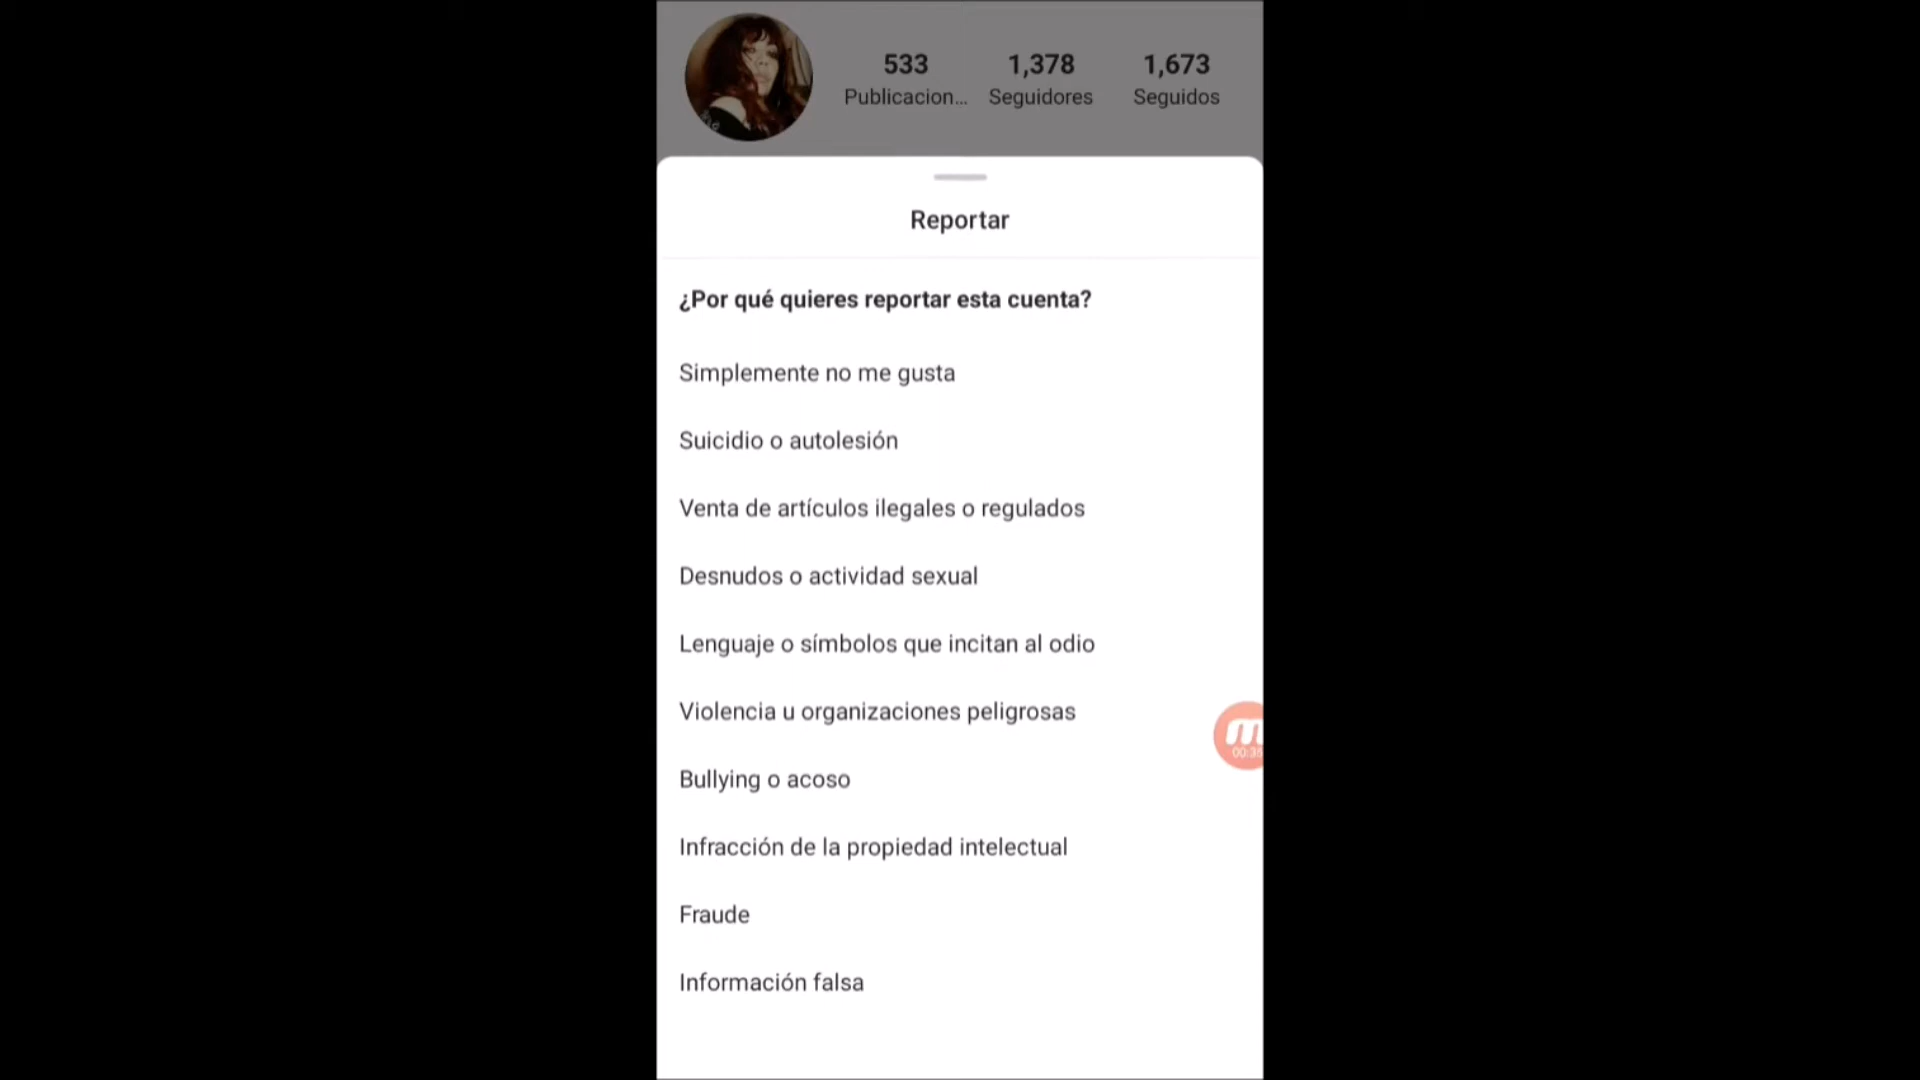 533 1,378 1,673
Publicacion... Seguidores Seguidos
Reportar
¿Por qué quieres reportar esta cuenta?
Simplemente no me gusta
Suicidio o autolesión
Venta de artículos ilegales o regulados
Desnudos o actividad sexual
Lenguaje o símbolos que incitan al odio
Violencia u organizaciones peligrosas
Bullying o acoso
Infracción de la propiedad intelectual
Fraude
Información falsa